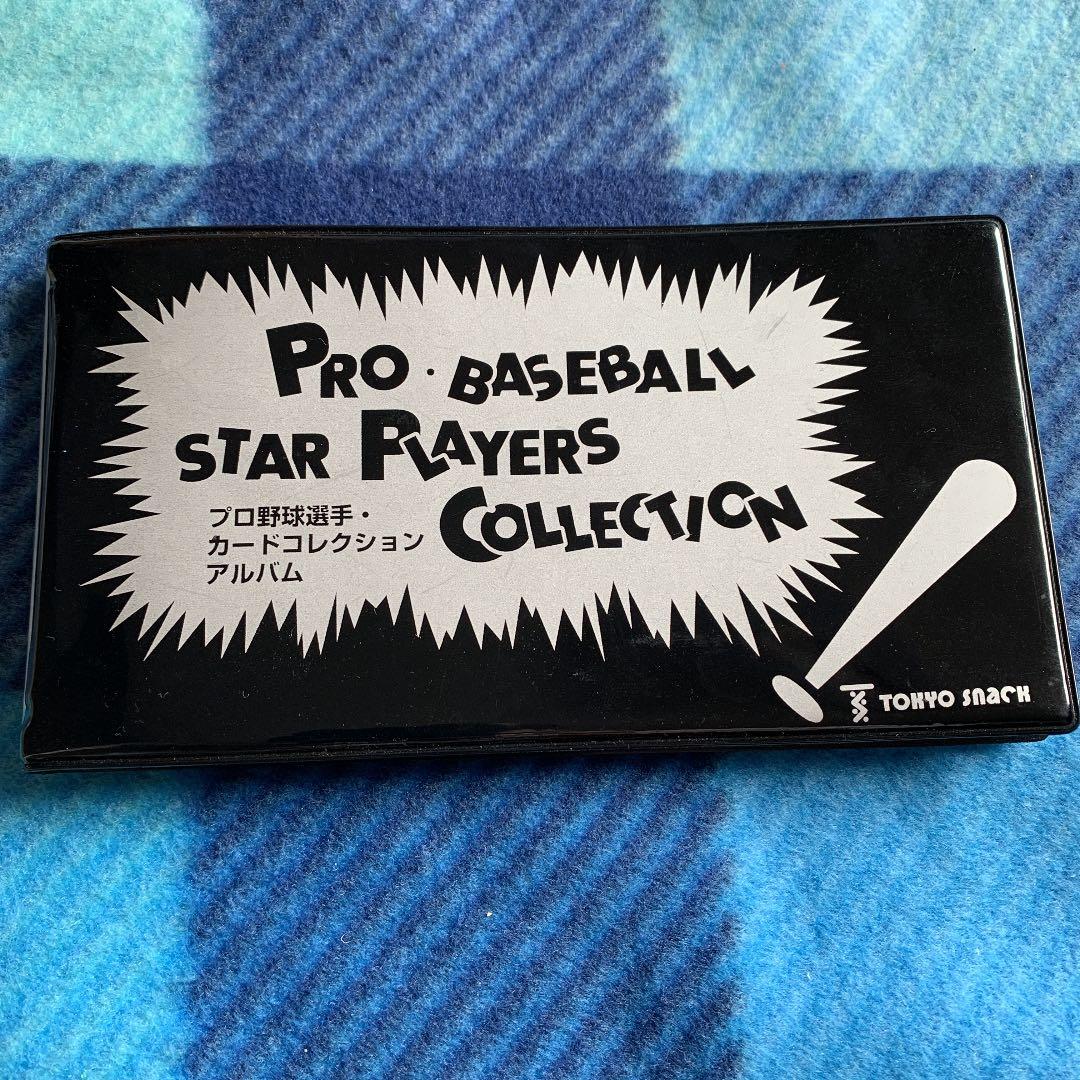 PRO・BASEBALL
STAR PLAYERS
COLLECTION
プロ野球選手・
カードコレクション
アルバム
TOKYO SNACK